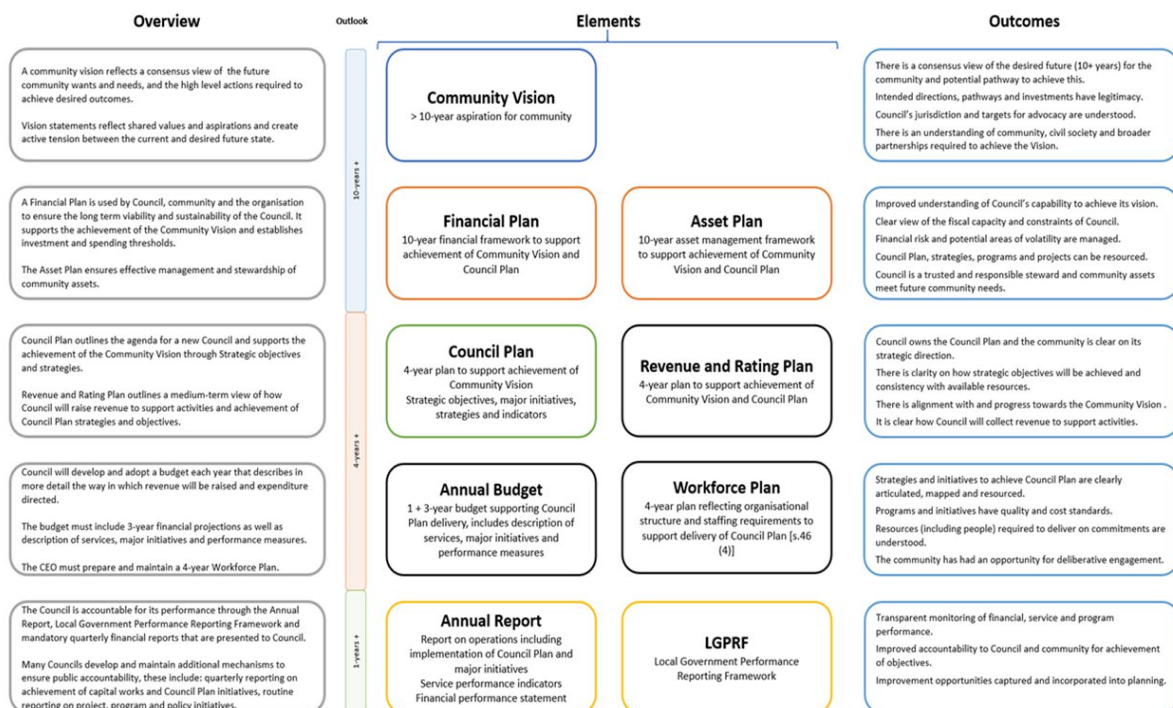 Overview
Outlook
Elements
Outcomes
A community vision reflects a consensus view of the future
community wants and needs, and the high level actions required to
achieve desired outcomes.
Vision statements reflect shared values and aspirations and create
active tension between the current and desired future state.
10-years +
Community Vision
> 10-year aspiration for community
There is a consensus view of the desired future (10+ years) for the
community and potential pathway to achieve this.
Intended directions, pathways and investments have legitimacy.
Council's jurisdiction and targets for advocacy are understood.
There is an understanding of community, civil society and broader
partnerships required to achieve the Vision.
A Financial Plan is used by Council, community and the organisation
to ensure the long term viability and sustainability of the Council. It
supports the achievement of the Community Vision and establishes
investment and spending thresholds.
The Asset Plan ensures effective management and stewardship of
community assets.
Financial Plan
10-year financial framework to support
achievement of Community Vision and
Council Plan
Asset Plan
10-year asset management framework
to support achievement of Community
Vision and Council Plan
Improved understanding of Council's capability to achieve its vision.
Clear view of the fiscal capacity and constraints of Council.
Financial risk and potential areas of volatility are managed.
Council Plan, strategies, programs and projects can be resourced.
Council is a trusted and responsible steward and community assets
meet future community needs.
Council Plan outlines the agenda for a new Council and supports the
achievement of the Community Vision through Strategic objectives
and strategies.
Revenue and Rating Plan outlines a medium-term view of how
Council will raise revenue to support activities and achievement of
Council Plan strategies and objectives.
4-years +
Council Plan
4-year plan to support achievement of
Community Vision
Strategic objectives, major initiatives,
strategies and indicators
Revenue and Rating Plan
4-year plan to support achievement of
Community Vision and Council Plan
Council owns the Council Plan and the community is clear on its
strategic direction.
There is clarity on how strategic objectives will be achieved and
consistency with available resources.
There is alignment with and progress towards the Community Vision .
It is clear how Council will collect revenue to support activities.
Council will develop and adopt a budget each year that describes in
more detail the way in which revenue will be raised and expenditure
directed.
The budget must include 3-year financial projections as well as
description of services, major initiatives and performance measures.
The CEO must prepare and maintain a 4-year Workforce Plan.
Annual Budget
1 + 3-year budget supporting Council
Plan delivery, includes description of
services, major initiatives and
performance measures
Workforce Plan
4-year plan reflecting organisational
structure and staffing requirements to
support delivery of Council Plan [s.46
(4)]
Strategies and initiatives to achieve Council Plan are clearly
articulated, mapped and resourced.
Programs and initiatives have quality and cost standards.
Resources (including people) required to deliver on commitments are
understood.
The community has had an opportunity for deliberative engagement.
The Council is accountable for its performance through the Annual
Report, Local Government Performance Reporting Framework and
mandatory quarterly financial reports that are presented to Council.
Many Councils develop and maintain additional mechanisms to
ensure public accountability, these include: quarterly reporting on
achievement of capital works and Council Plan initiatives, routine
reporting on project, program and policy initiatives.
1-years +
Annual Report
Report on operations including
implementation of Council Plan and
major initiatives
Service performance indicators
Financial performance statement
LGPRF
Local Government Performance
Reporting Framework
Transparent monitoring of financial, service and program
performance.
Improved accountability to Council and community for achievement
of objectives.
Improvement opportunities captured and incorporated into planning.